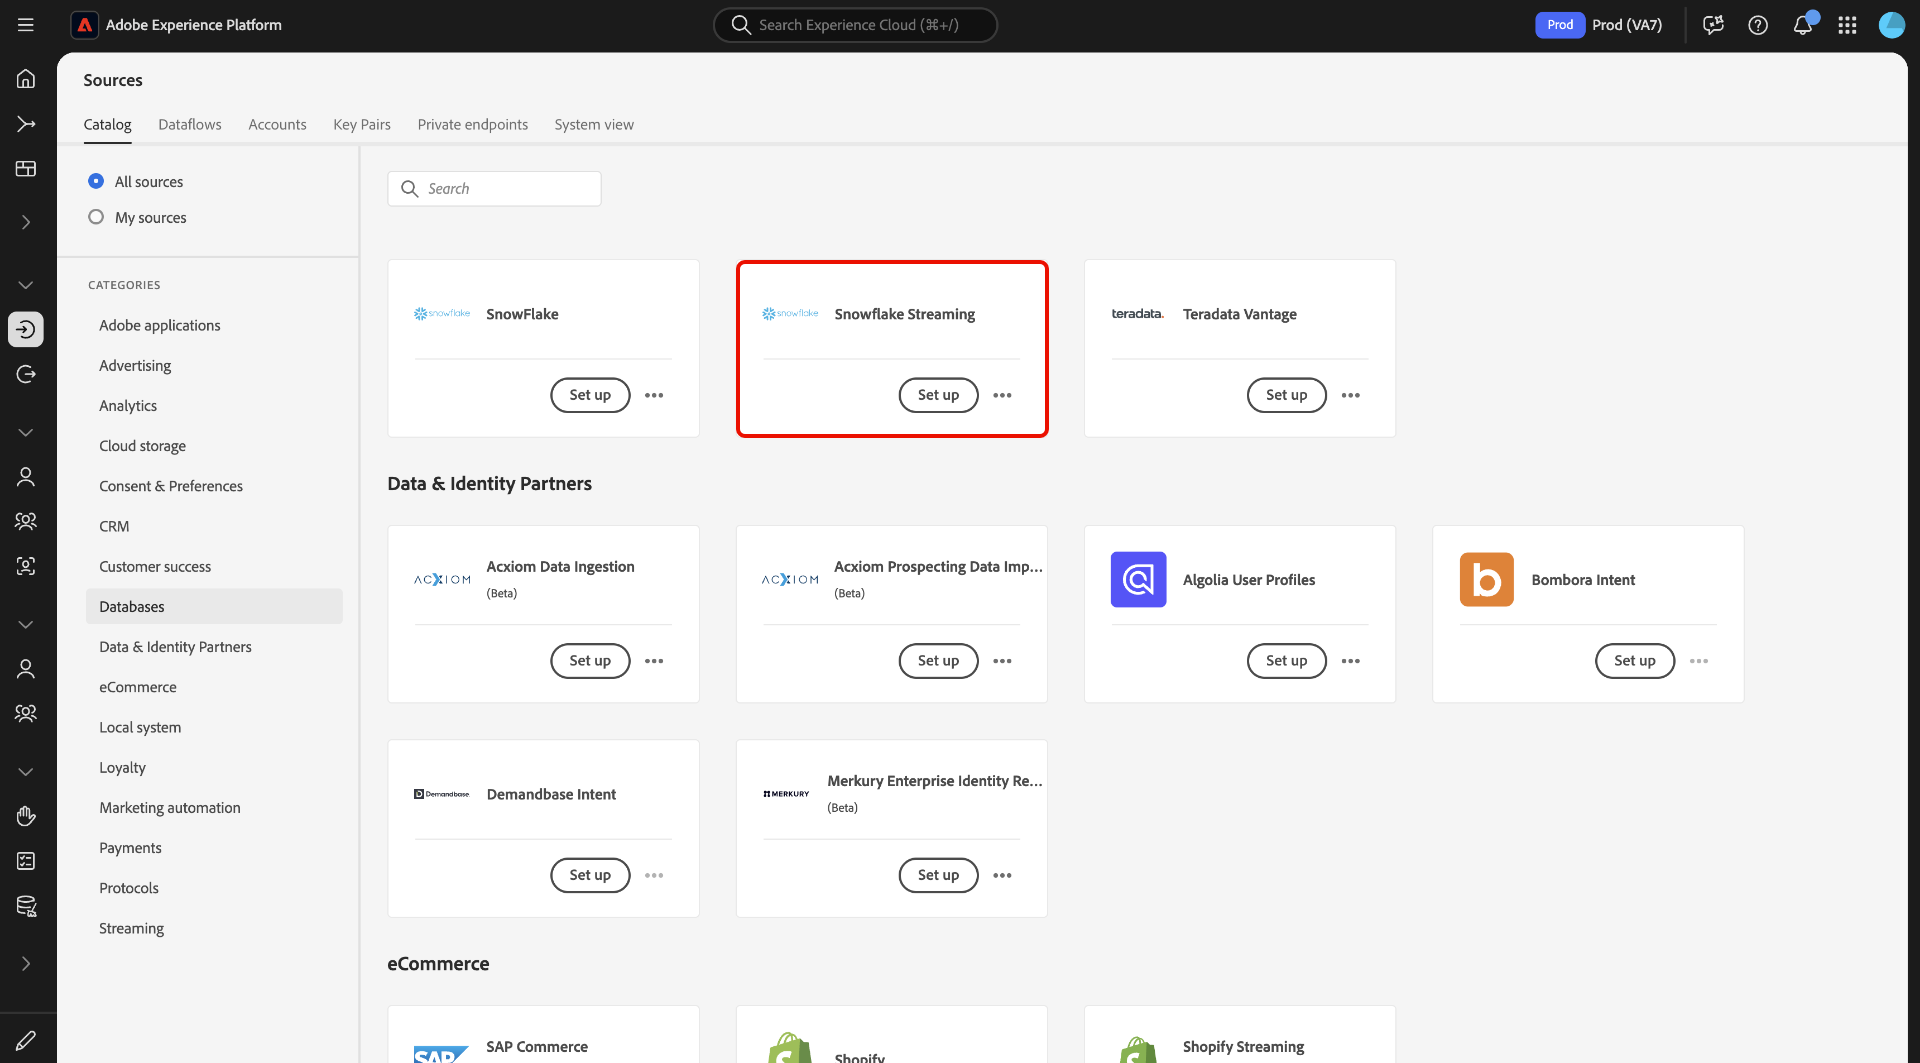 Adobe Experience Platform
Search Experience Cloud (⌘+/)
Prod
Prod (VA7)
Sources
Catalog
Dataflows
Accounts
Key Pairs
Private endpoints
System view
All sources
My sources
CATEGORIES
Adobe applications
Advertising
Analytics
Cloud storage
Consent & Preferences
CRM
Customer success
Databases
Data & Identity Partners
eCommerce
Local system
Loyalty
Marketing automation
Payments
Protocols
Streaming
Search
snowflake
SnowFlake
Set up
snowflake
Snowflake Streaming
Set up
teradata.
Teradata Vantage
Set up
Data & Identity Partners
ACXIOM
Acxiom Data Ingestion
(Beta)
Set up
ACXIOM
Acxiom Prospecting Data Imp...
(Beta)
Set up
Algolia User Profiles
Set up
b
Bombora Intent
Set up
Demandbase
Demandbase Intent
Set up
MERKURY
Merkury Enterprise Identity Re...
(Beta)
Set up
eCommerce
SAP
SAP Commerce
Shopify
Shopify Streaming